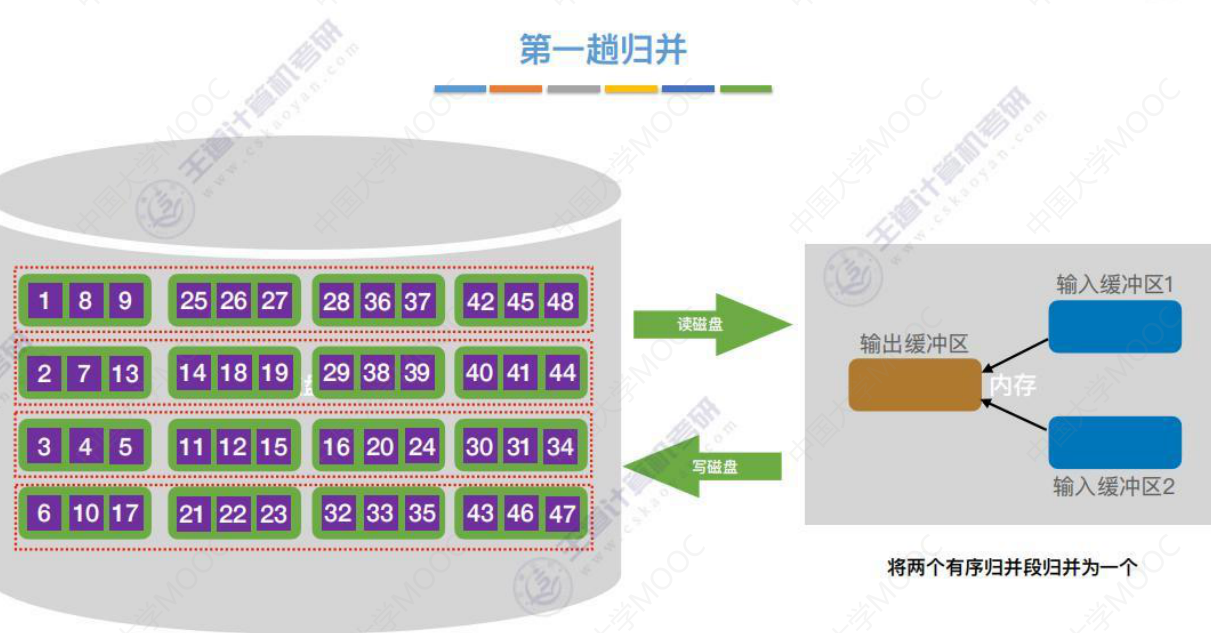 第一趟归并
1 8 9 25 26 27 28 36 37 42 45 48
2 7 13 14 18 19 29 38 39 40 41 44
3 4 5 11 12 15 16 20 24 30 31 34
6 10 17 21 22 23 32 33 35 43 46 47
盘
读磁盘
写磁盘
输入缓冲区1
输出缓冲区
内存
输入缓冲区2
将两个有序归并段归并为一个
中国大学MOOC
王道计算机考研
www.cskaoyan.com